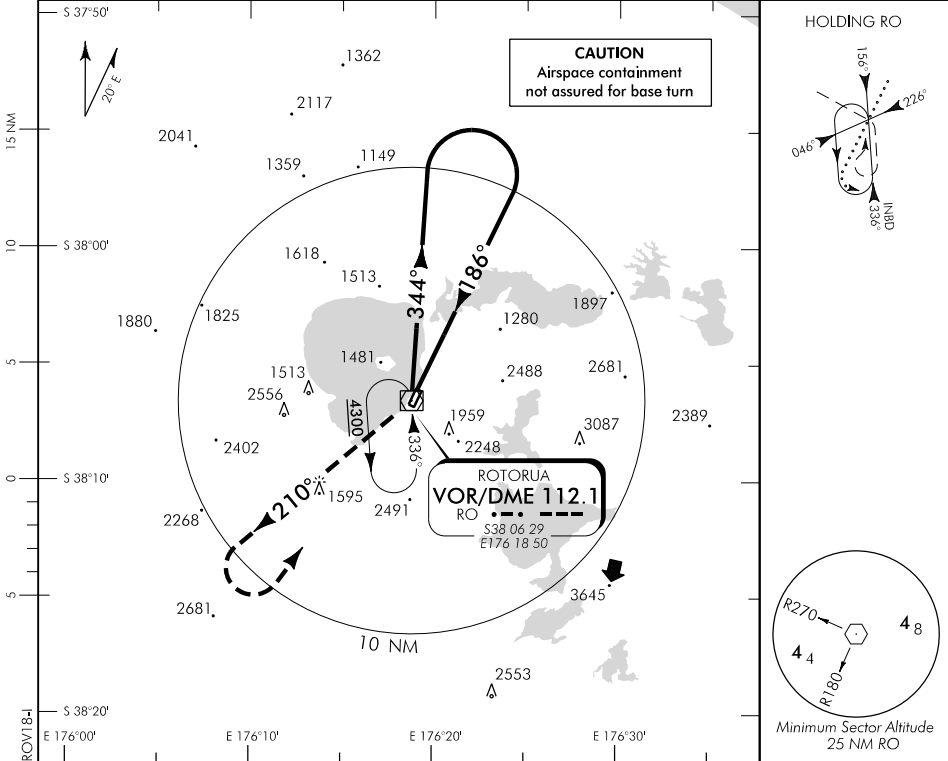 S 37°50'
20° E
CAUTION
Airspace containment
not assured for base turn
1362
2117
2041
1359
1149
15 NM
10
5
0
5
S 38°00'
1618
1513
344°
186°
1897
1825
1880
1280
1481
1513
2556
2488
2681
4300
1959
3087
2389
2402
336°
2248
S 38°10'
210°
1595
2491
2268
ROTORUA
VOR/DME 112.1
RO
S38 06 29
E176 18 50
3645
2681
10 NM
2553
S 38°20'
E 176°00'
E 176°10'
E 176°20'
E 176°30'
ROV18-I
HOLDING RO
156°
226°
046°
INBD
336°
R270
4 8
4 4
R180
Minimum Sector Altitude
25 NM RO